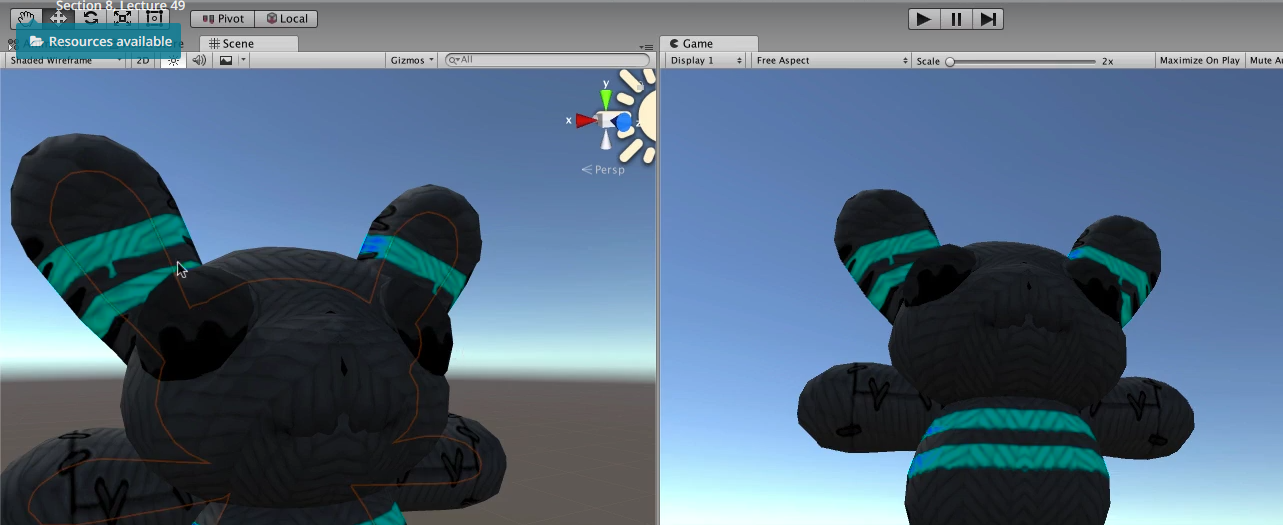 Section 8, Lecture 49
Pivot
Local
Resources available
Scene
Game
Shaded Wireframe
2D
Gizmos
All
Display 1
Free Aspect
Scale
2x
Maximize On Play
Mute Au
y
x
Persp